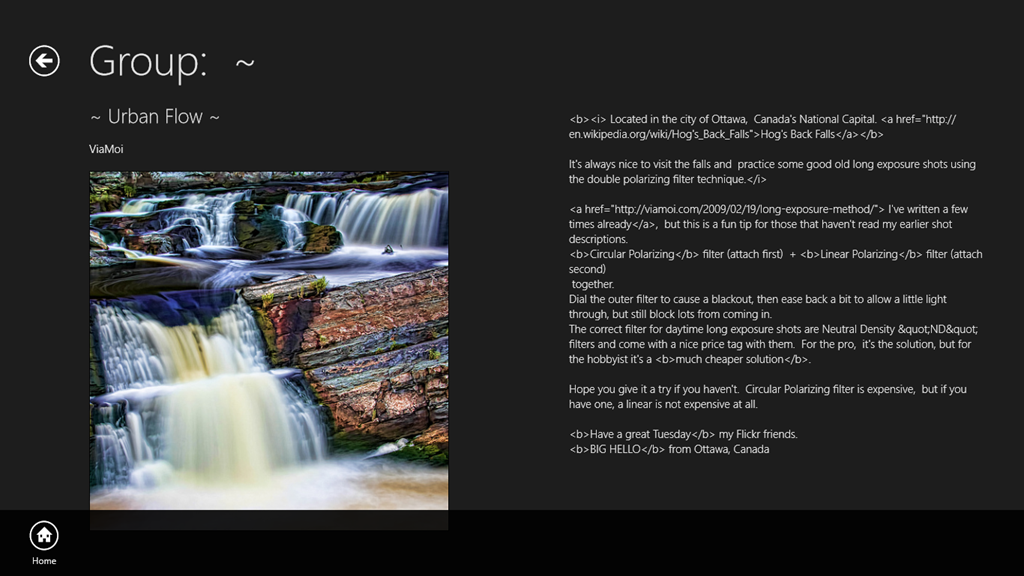 Group:  ~
~ Urban Flow ~
ViaMoi
<b><i> Located in the city of Ottawa,  Canada's National Capital. <a href="http://
en.wikipedia.org/wiki/Hog's_Back_Falls">Hog's Back Falls</a></b>
It's always nice to visit the falls and  practice some good old long exposure shots using
the double polarizing filter technique.</i>
<a href="http://viamoi.com/2009/02/19/long-exposure-method/"> I've written a few
times already</a>,  but this is a fun tip for those that haven't read my earlier shot
descriptions.
<b>Circular Polarizing</b> filter (attach first)  + <b>Linear Polarizing</b> filter (attach
second)
together.
Dial the outer filter to cause a blackout, then ease back a bit to allow a little light
through, but still block lots from coming in.
The correct filter for daytime long exposure shots are Neutral Density &quot;ND&quot;
filters and come with a nice price tag with them.  For the pro,  it's the solution, but for
the hobbyist it's a <b>much cheaper solution</b>.
Hope you give it a try if you haven't.  Circular Polarizing filter is expensive,  but if you
have one, a linear is not expensive at all.
<b>Have a great Tuesday</b> my Flickr friends.
<b>BIG HELLO</b> from Ottawa, Canada
Home